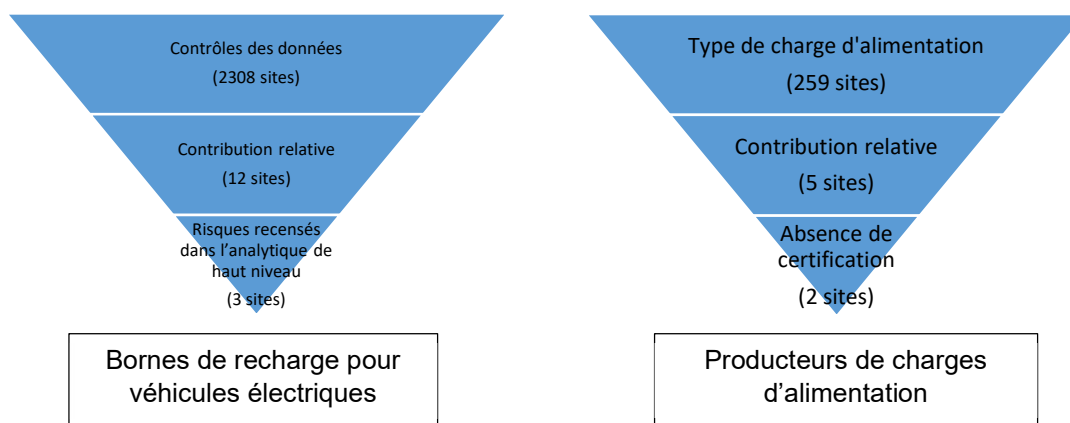 Contrôles des données
(2308 sites)
Contribution relative
(12 sites)
Risques recensés
dans l'analytique de
haut niveau
(3 sites)
Bornes de recharge pour
véhicules électriques
Type de charge d'alimentation
(259 sites)
Contribution relative
(5 sites)
Absence de
certification
(2 sites)
Producteurs de charges
d'alimentation